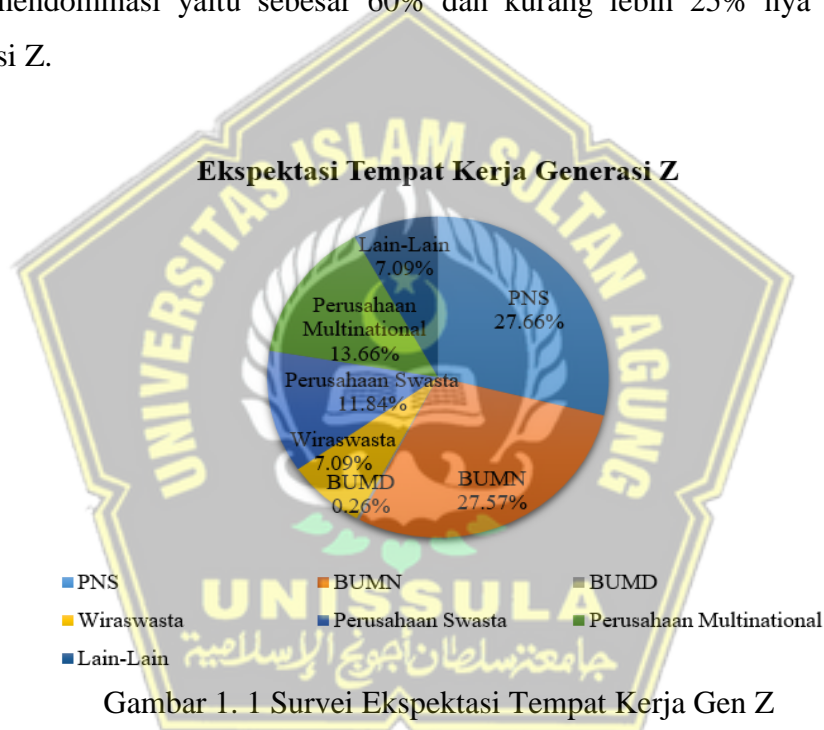 mendominasi yaitu sebesar 60% dan kurang lebih 25% nya
si Z.
UNIVERSITAS ISLAM SULTAN AGUNG
Ekspektasi Tempat Kerja Generasi Z
Lain-Lain
7.09%
PNS
27.66%
Perusahaan
Multinational
13.66%
Perusahaan Swasta
11.84%
Wiraswasta
7.09%
BUMD
0.26%
BUMN
27.57%
PNS BUMN BUMD
Wiraswasta Perusahaan Swasta Perusahaan Multinational
Lain-Lain
UNISSULA
جامعتسلطان أجونج الإسلامية
Gambar 1. 1 Survei Ekspektasi Tempat Kerja Gen Z